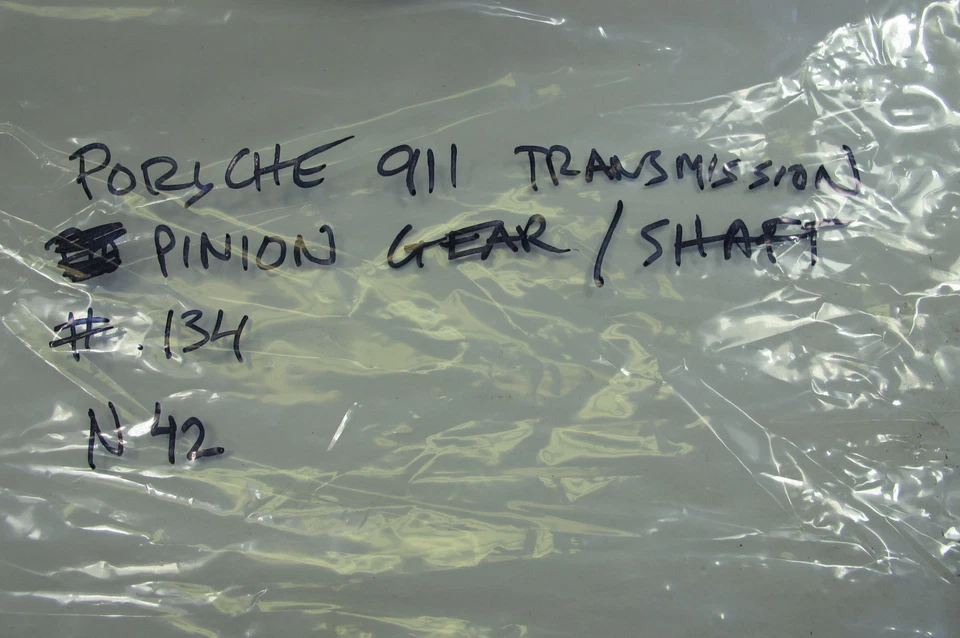 PORSCHE 911 TRANSMISSION
PINION GEAR / SHAFT
# .134
N 42